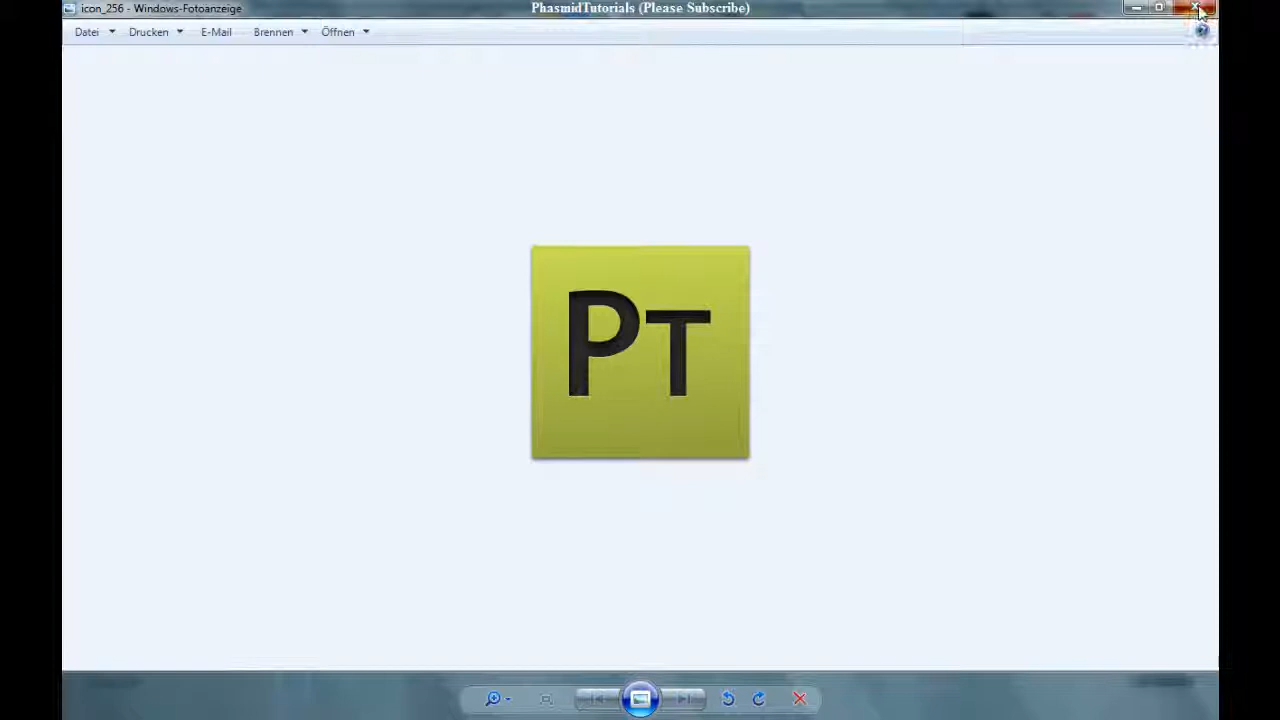 icon_256 - Windows-Fotoanzeige
PhasmidTutorials (Please Subscribe)
Datei Drucken E-Mail Brennen Öffnen
PT